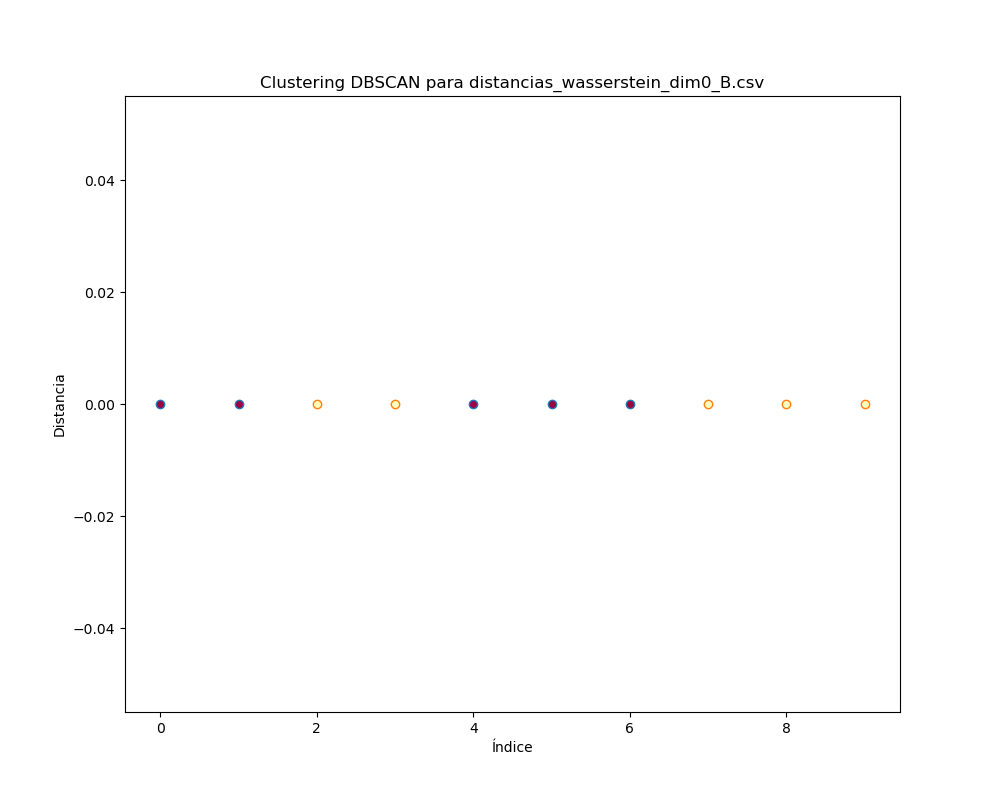 Clustering DBSCAN para distancias_wasserstein_dim0_B.csv
0.04
0.02
0.00
−0.02
−0.04
Distancia
0 2 4 6 8
Índice